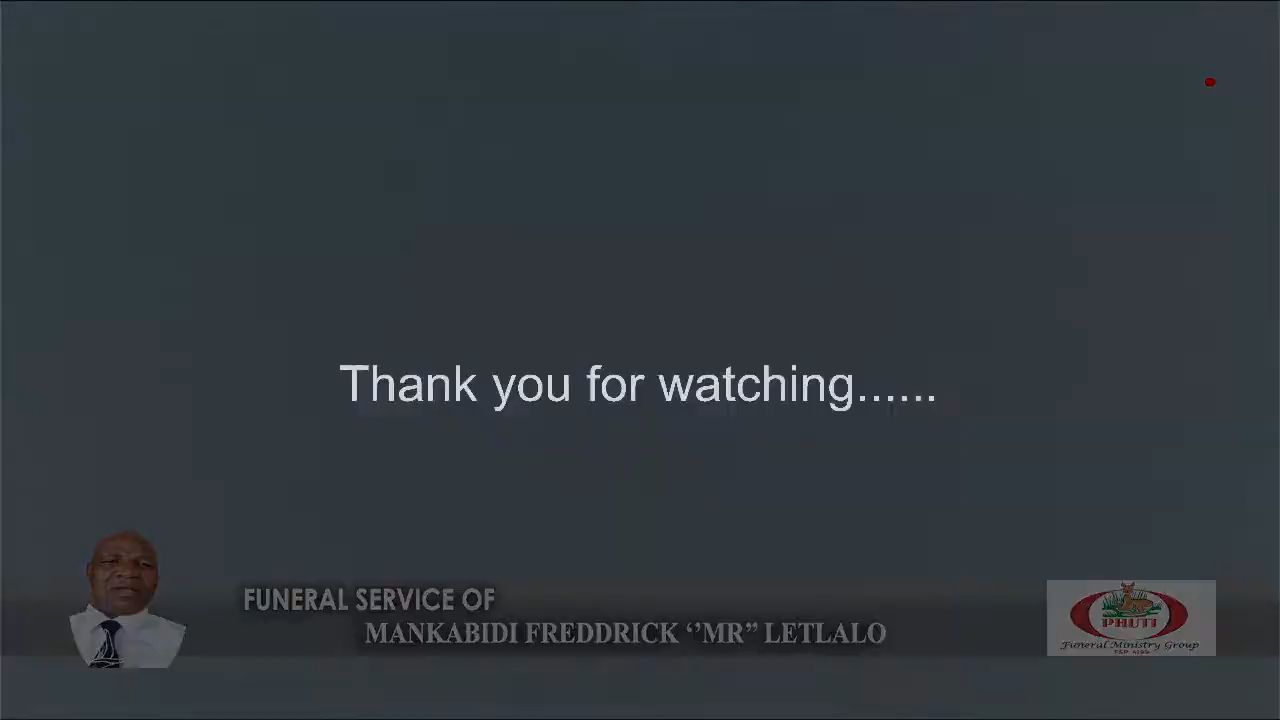 Thank you for watching......
FUNERAL SERVICE OF
MANKABIDI FREDDRICK ‘’MR” LETLALO
PHUTI
Funeral Ministry Group